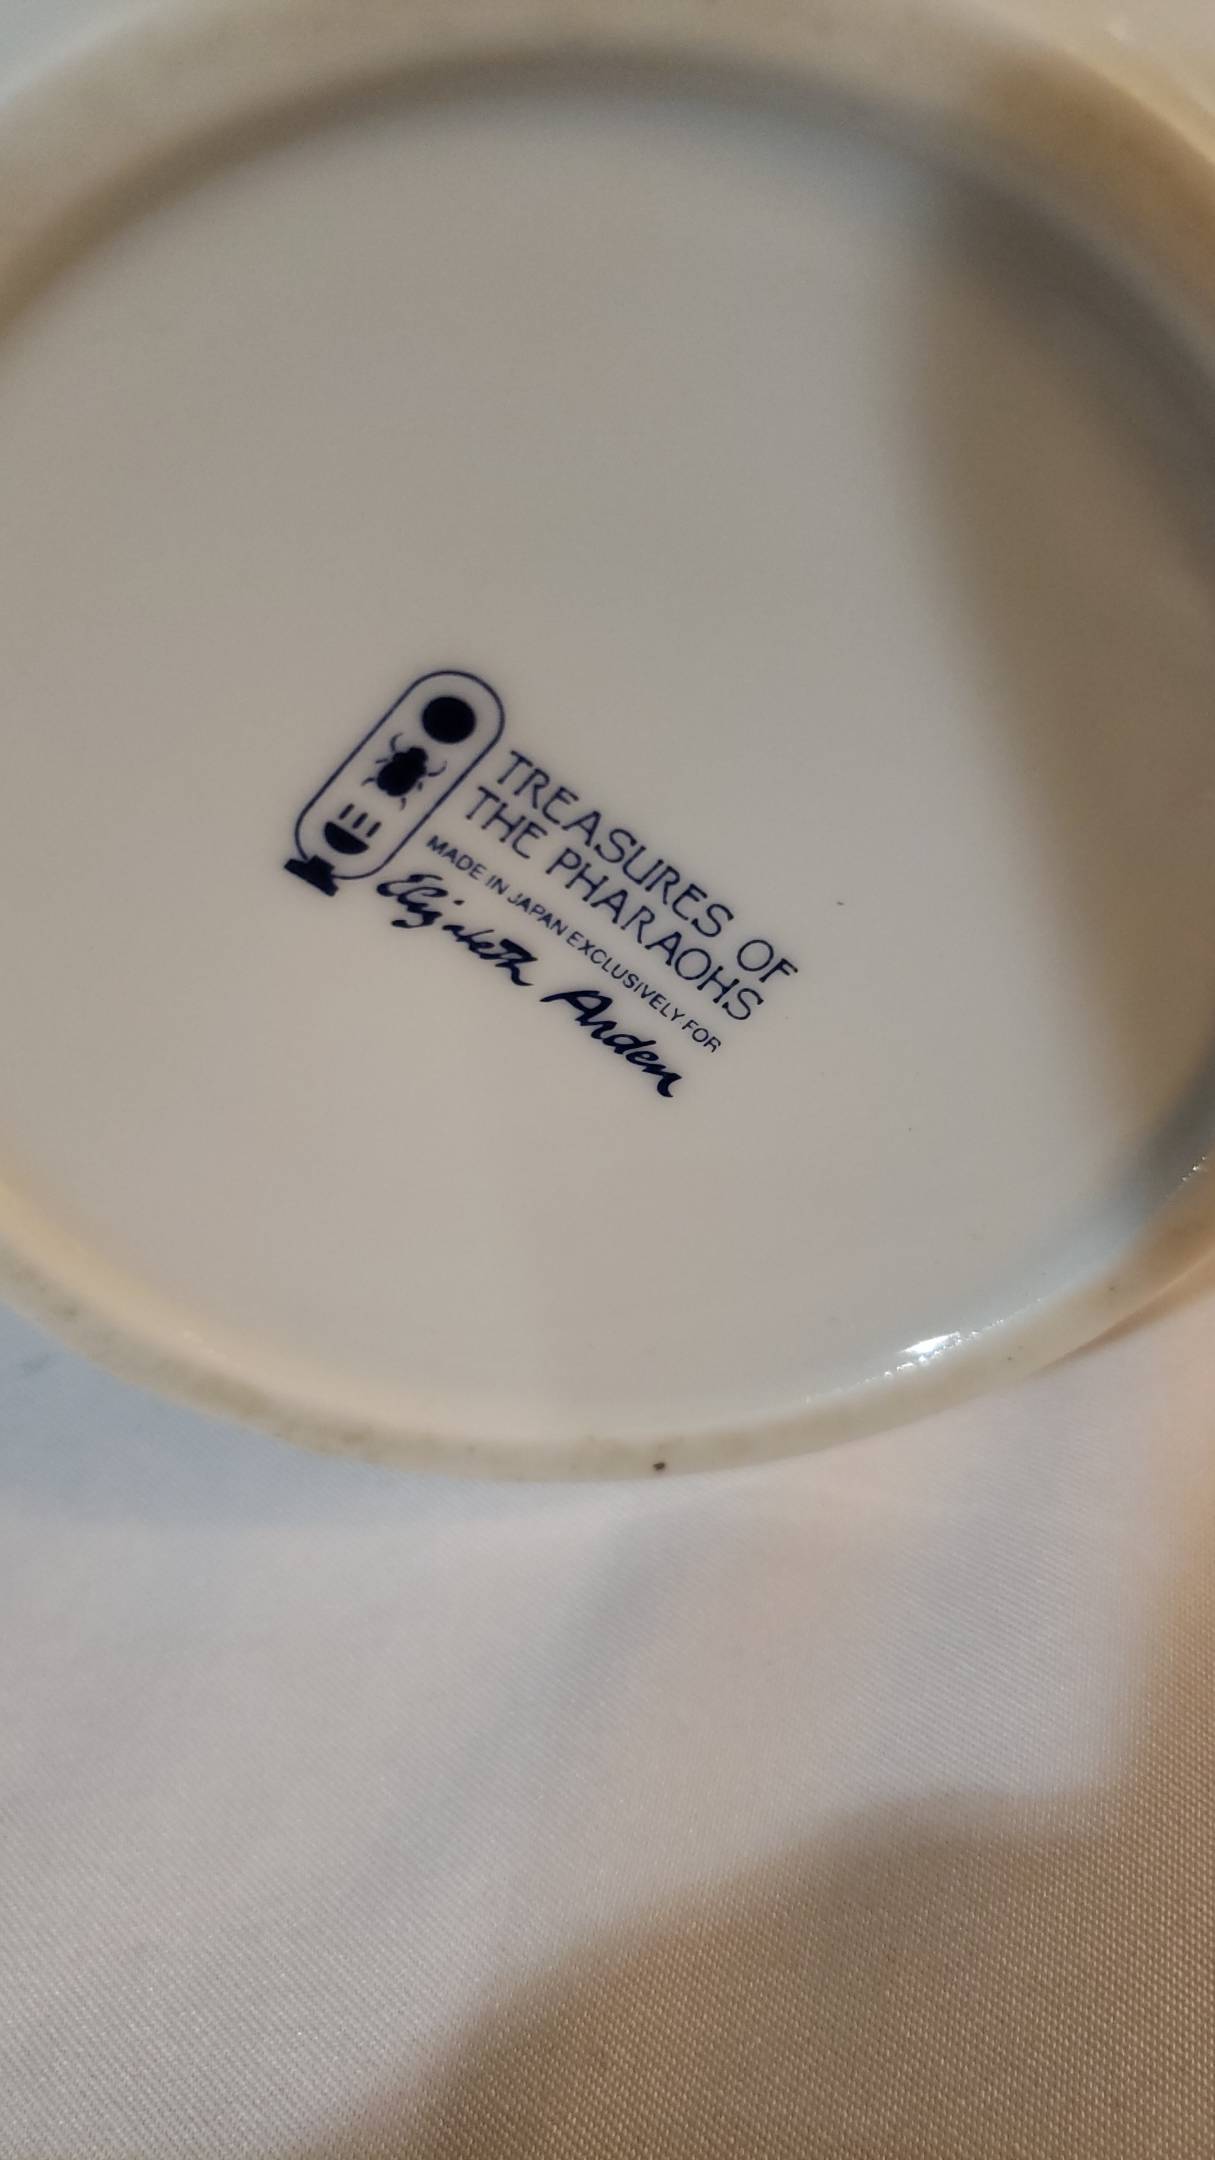 TREASURES OF
THE PHARAOHS
MADE IN JAPAN EXCLUSIVELY FOR
Elizabeth Arden